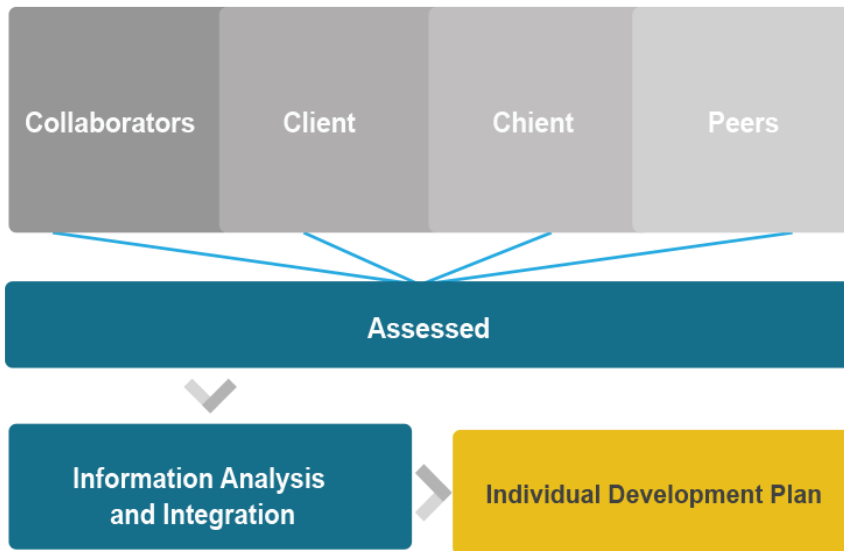 Collaborators
Client
Chient
Peers
Assessed
Information Analysis
and Integration
Individual Development Plan